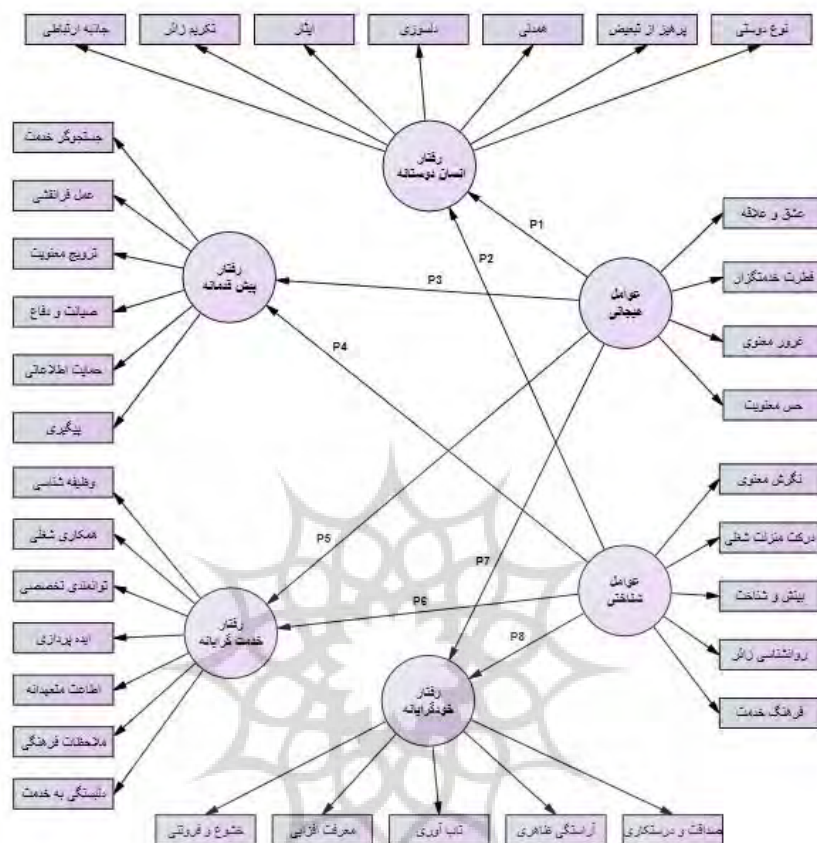 نوع دوستی
پرهیز از تبعیض
همدلی
دلسوزی
ایثار
تکریم زائر
جاذبه ارتباطی
رفتار
انسان دوستانه
جستجوگر خدمت
عمل فرانقشی
ترویج معنویت
صیانت و دفاع
حمایت اطلاعاتی
پیگیری
رفتار
پیش قدمانه
عوامل
هیجانی
عشق و علاقه
فطرت خدمتگزار
غرور معنوی
حس معنویت
P1
P2
P3
P4
P5
P7
P6
P8
وظیفه شناسی
همکاری شغلی
توانمندی تخصصی
ایده پردازی
اطاعت متعهدانه
ملاحظات فرهنگی
دلبستگی به خدمت
رفتار
خدمت گرایانه
عوامل
شناختی
نگرش معنوی
درکت منزلت شغلی
بینش و شناخت
روانشناسی زائر
فرهنگ خدمت
رفتار
خودگرایانه
صداقت و درستکاری
آراستگی ظاهری
تاب آوری
معرفت افزایی
خشوع و فروتنی